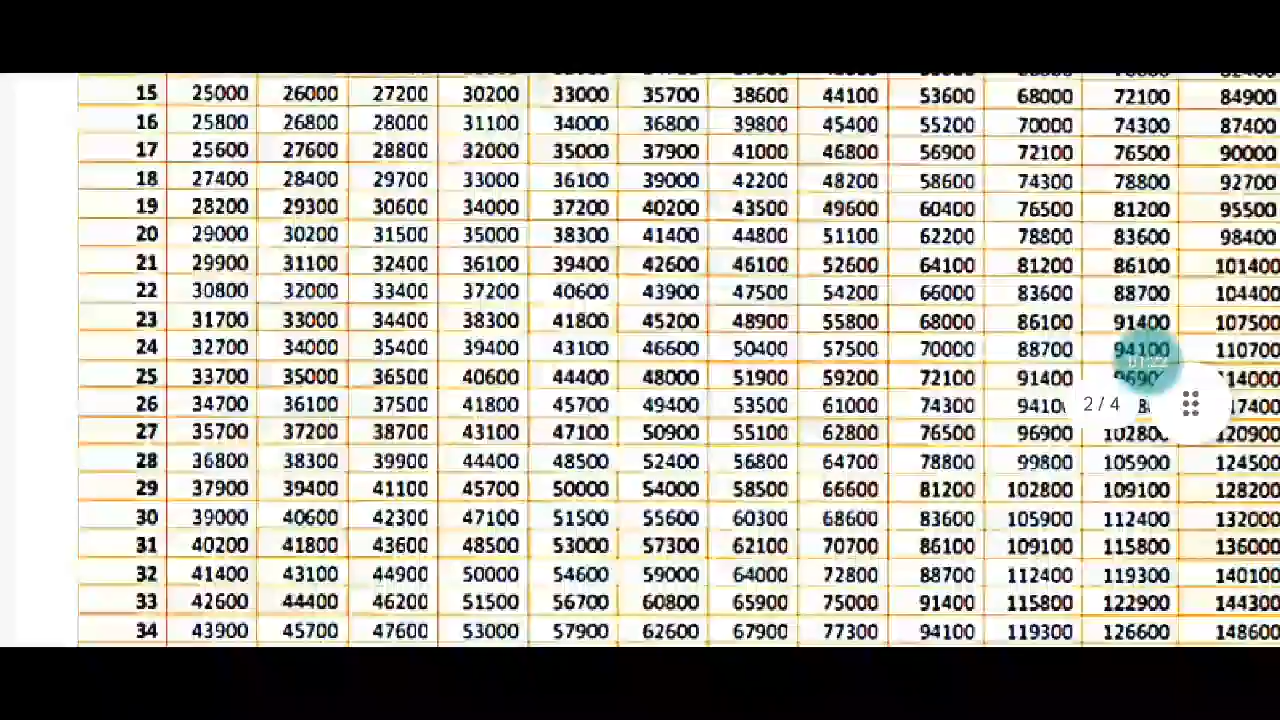 15 25000 26000 27200 30200 33000 35700 38600 44100 53600 68000 72100 84900
16 25800 26800 28000 31100 34000 36800 39800 45400 55200 70000 74300 87400
17 25600 27600 28800 32000 35000 37900 41000 46800 56900 72100 76500 90000
18 27400 28400 29700 33000 36100 39000 42200 48200 58600 74300 78800 92700
19 28200 29300 30600 34000 37200 40200 43500 49600 60400 76500 81200 95500
20 29000 30200 31500 35000 38300 41400 44800 51100 62200 78800 83600 98400
21 29900 31100 32400 36100 39400 42600 46100 52600 64100 81200 86100 101400
22 30800 32000 33400 37200 40600 43900 47500 54200 66000 83600 88700 104400
23 31700 33000 34400 38300 41800 45200 48900 55800 68000 86100 91400 107500
24 32700 34000 35400 39400 43100 46600 50400 57500 70000 88700 94100 110700
25 33700 35000 36500 40600 44400 48000 51900 59200 72100 91400 114000
26 34700 36100 37500 41800 45700 49400 53500 61000 74300
2 / 4
27 35700 37200 38700 43100 47100 50900 55100 62800 76500 96900 102800 120900
28 36800 38300 39900 44400 48500 52400 56800 64700 78800 99800 105900 124500
29 37900 39400 41100 45700 50000 54000 58500 66600 81200 102800 109100 128200
30 39000 40600 42300 47100 51500 55600 60300 68600 83600 105900 112400 132000
31 40200 41800 43600 48500 53000 57300 62100 70700 86100 109100 115800 136000
32 41400 43100 44900 50000 54600 59000 64000 72800 88700 112400 119300 140100
33 42600 44400 46200 51500 56700 60800 65900 75000 91400 115800 122900 144300
34 43900 45700 47600 53000 57900 62600 67900 77300 94100 119300 126600 148600